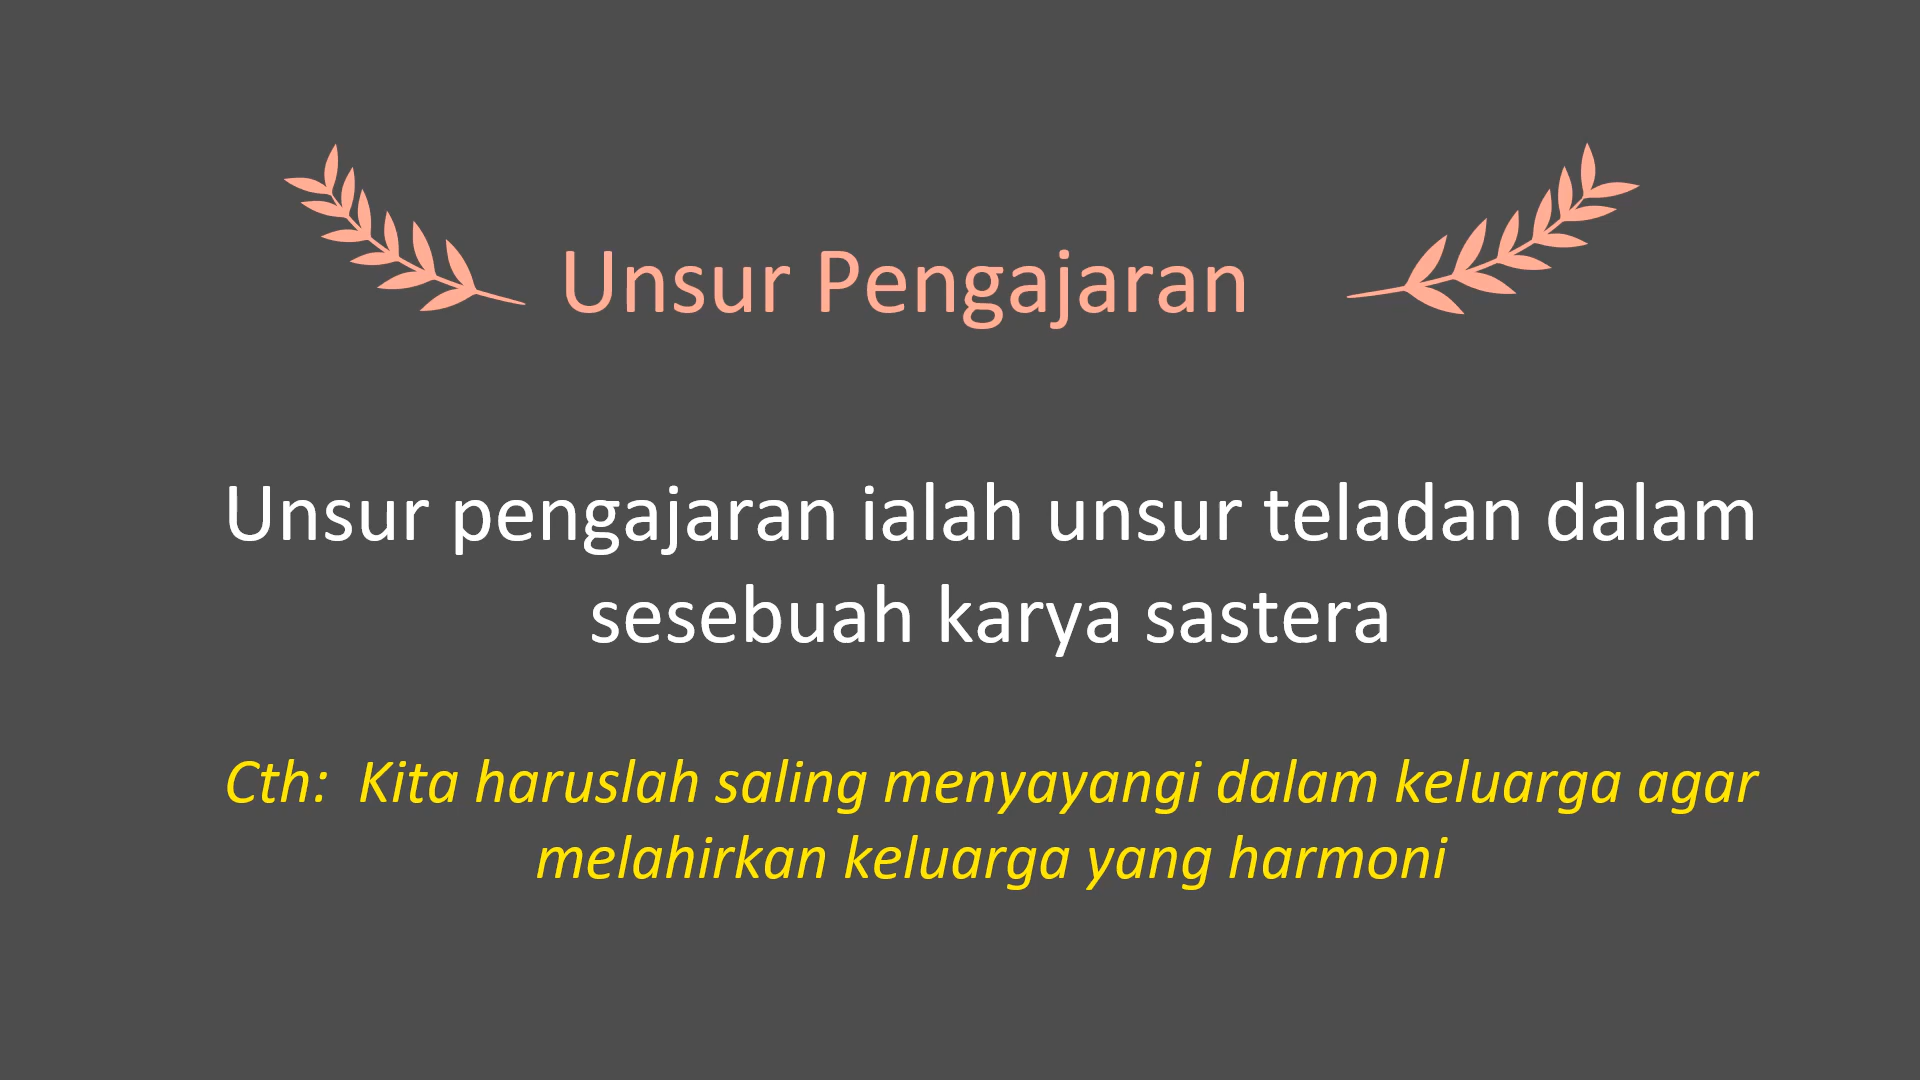 Unsur Pengajaran
Unsur pengajaran ialah unsur teladan dalam
sesebuah karya sastera
Cth:  Kita haruslah saling menyayangi dalam keluarga agar
melahirkan keluarga yang harmoni